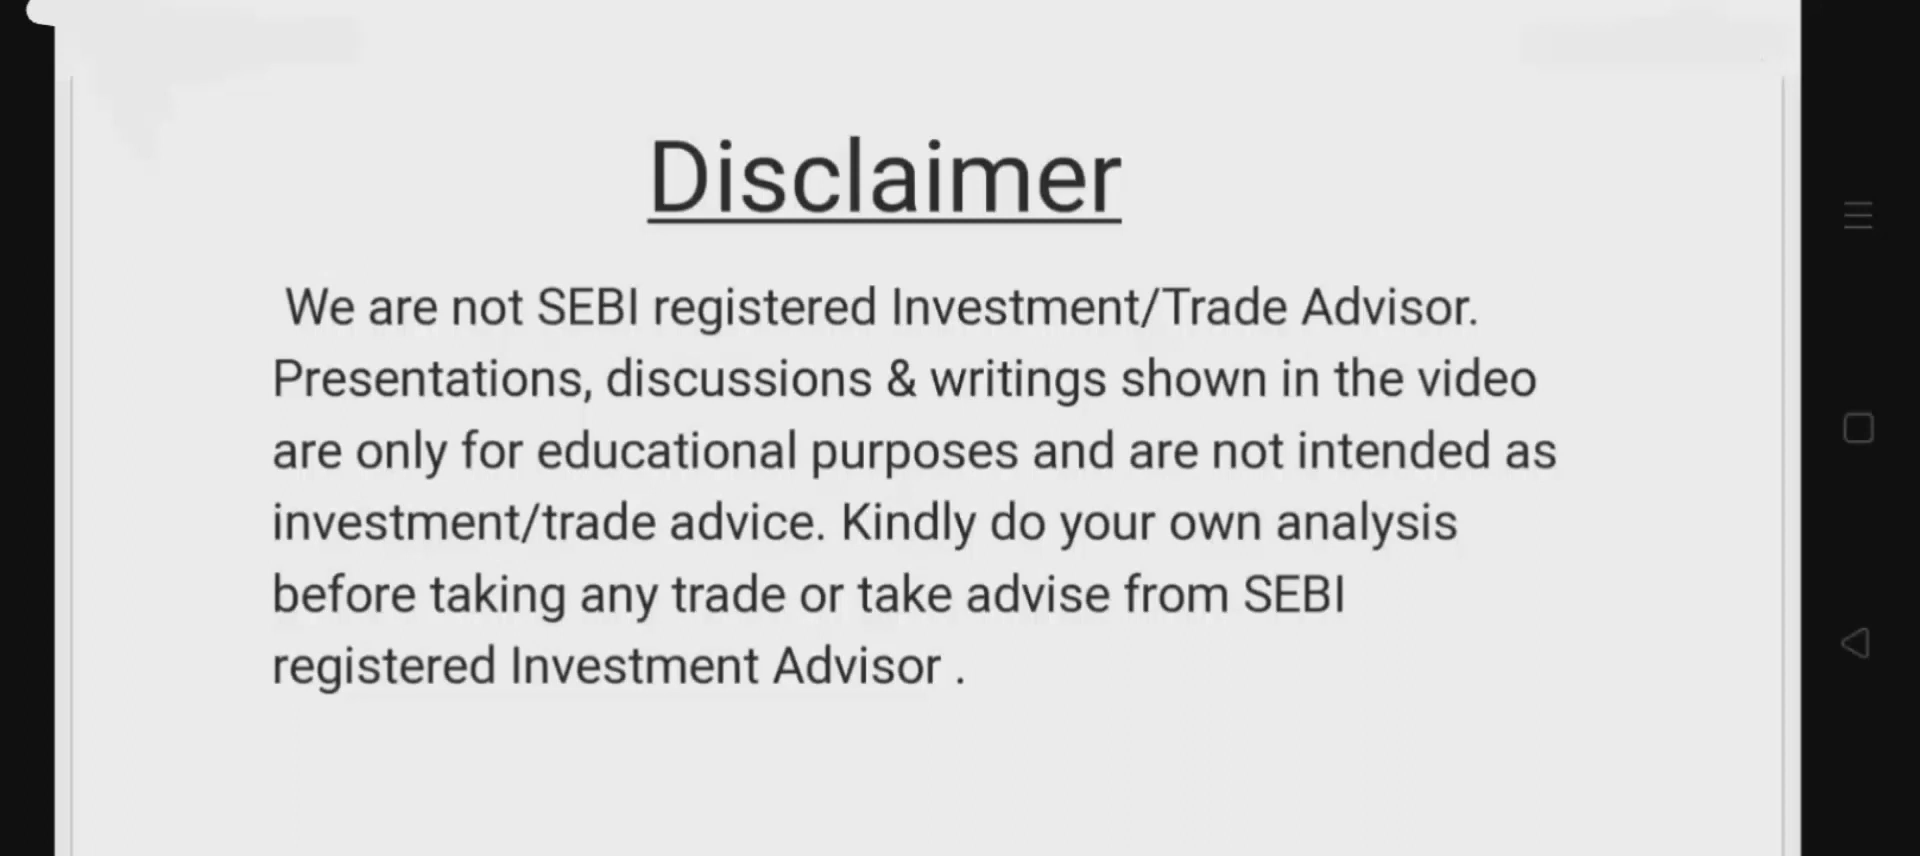 Disclaimer
We are not SEBI registered Investment/Trade Advisor.
Presentations, discussions & writings shown in the video
are only for educational purposes and are not intended as
investment/trade advice. Kindly do your own analysis
before taking any trade or take advise from SEBI
registered Investment Advisor .